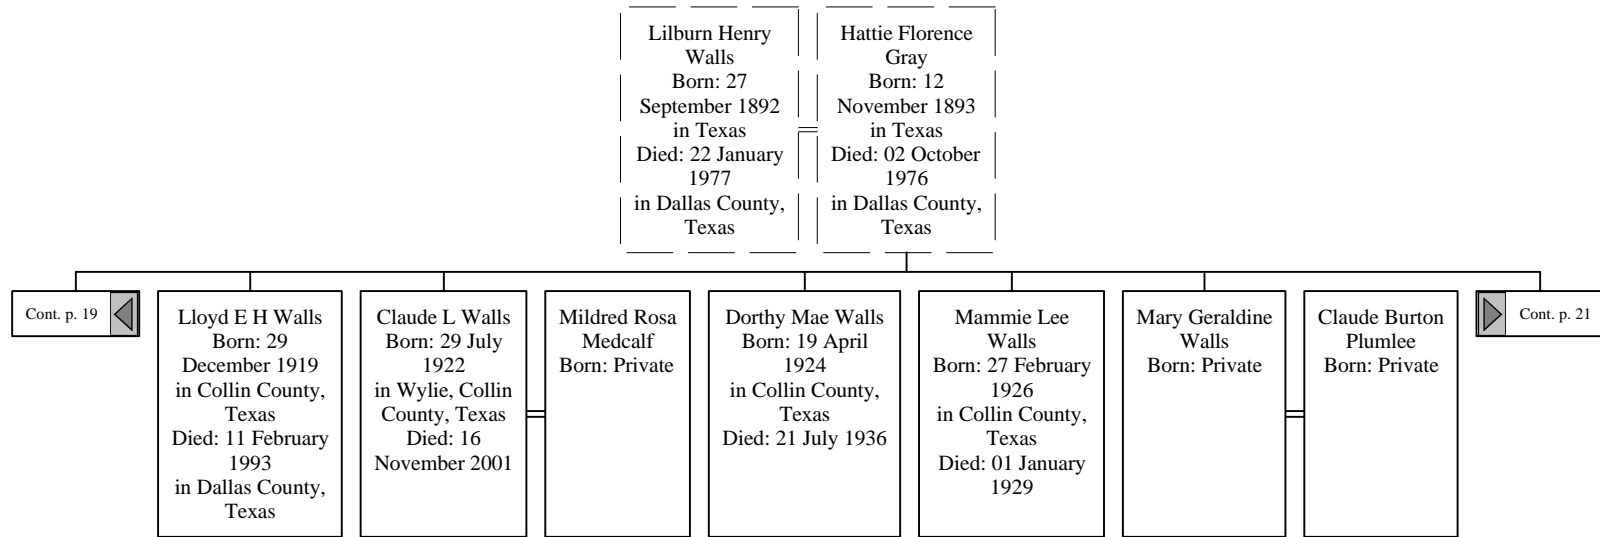 Lilburn Henry
Walls
Born: 27
September 1892
in Texas
Died: 22 January
1977
in Dallas County,
Texas
Hattie Florence
Gray
Born: 12
November 1893
in Texas
Died: 02 October
1976
in Dallas County,
Texas
Cont. p. 19
Lloyd E H Walls
Born: 29
December 1919
in Collin County,
Texas
Died: 11 February
1993
in Dallas County,
Texas
Claude L Walls
Born: 29 July
1922
in Wylie, Collin
County, Texas
Died: 16
November 2001
Mildred Rosa
Medcalf
Born: Private
Dorthy Mae Walls
Born: 19 April
1924
in Collin County,
Texas
Died: 21 July 1936
Mammie Lee
Walls
Born: 27 February
1926
in Collin County,
Texas
Died: 01 January
1929
Mary Geraldine
Walls
Born: Private
Claude Burton
Plumlee
Born: Private
Cont. p. 21